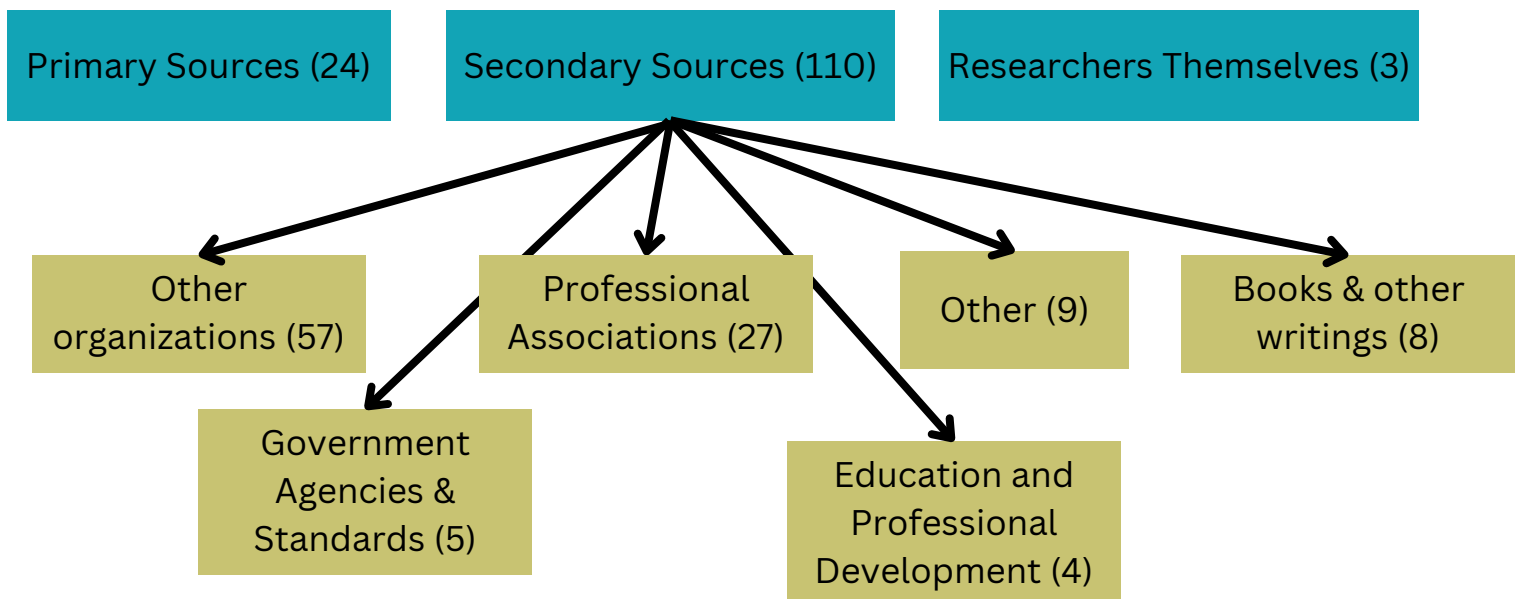 Primary Sources (24)
Secondary Sources (110)
Researchers Themselves (3)
Other
organizations (57)
Professional
Associations (27)
Other (9)
Books & other
writings (8)
Government
Agencies &
Standards (5)
Education and
Professional
Development (4)